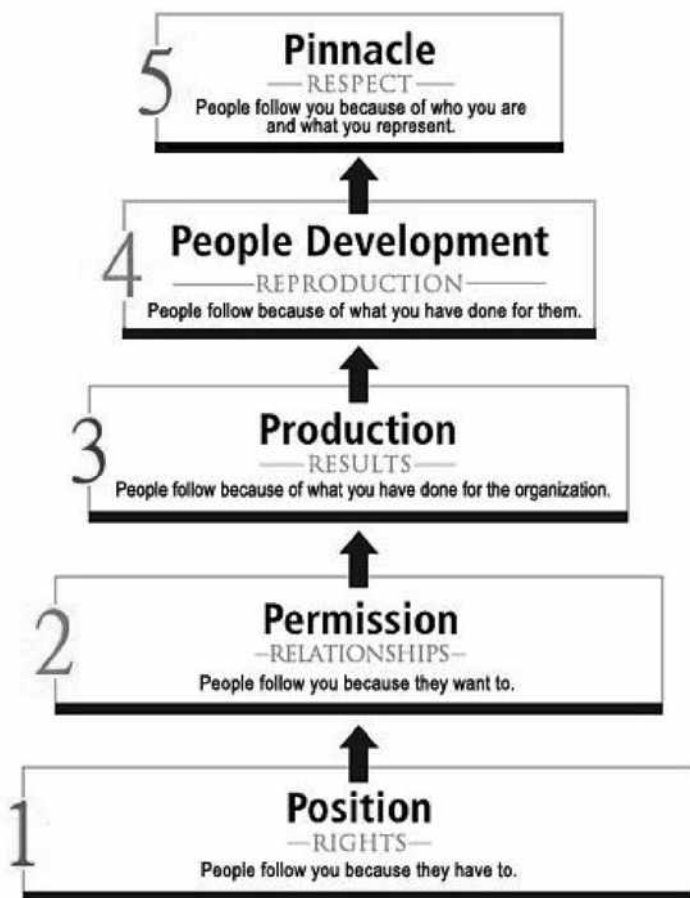 5
Pinnacle
RESPECT
People follow you because of who you are
and what you represent.
4
People Development
REPRODUCTION
People follow because of what you have done for them.
3
Production
RESULTS
People follow because of what you have done for the organization.
2
Permission
RELATIONSHIPS
People follow you because they want to.
1
Position
RIGHTS
People follow you because they have to.